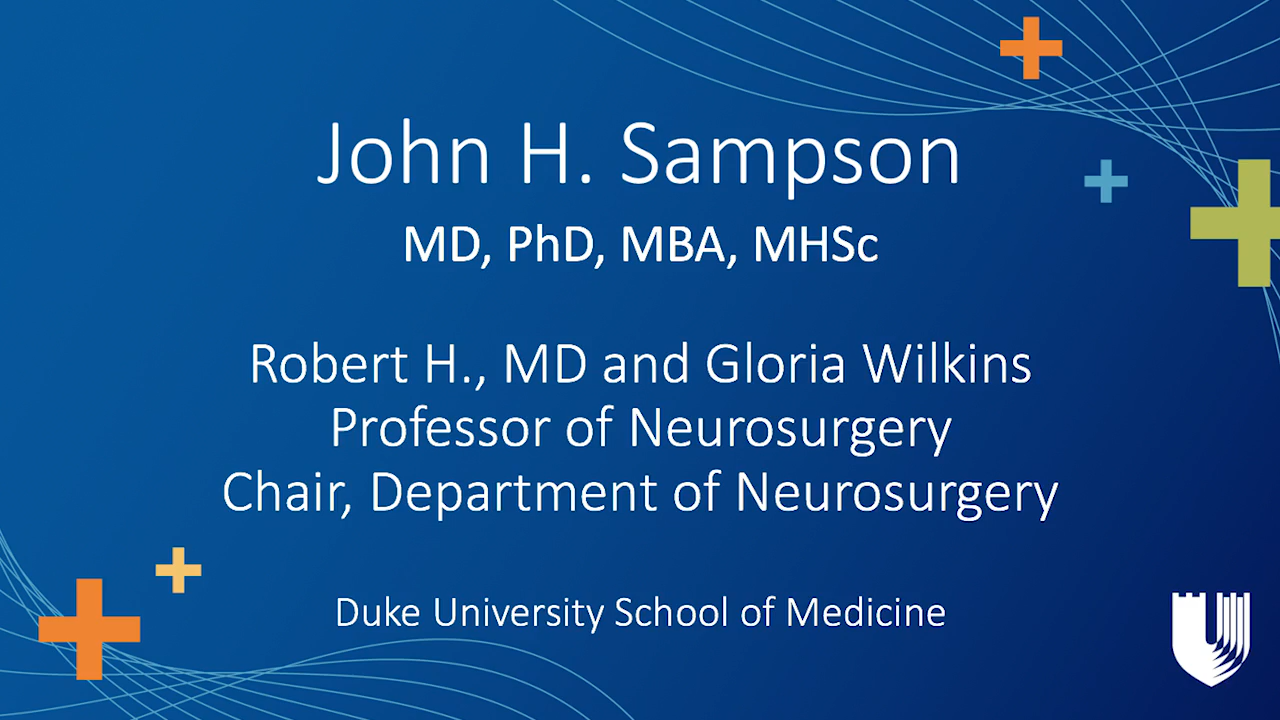 John H. Sampson
MD, PhD, MBA, MHSc
Robert H., MD and Gloria Wilkins
Professor of Neurosurgery
Chair, Department of Neurosurgery
Duke University School of Medicine